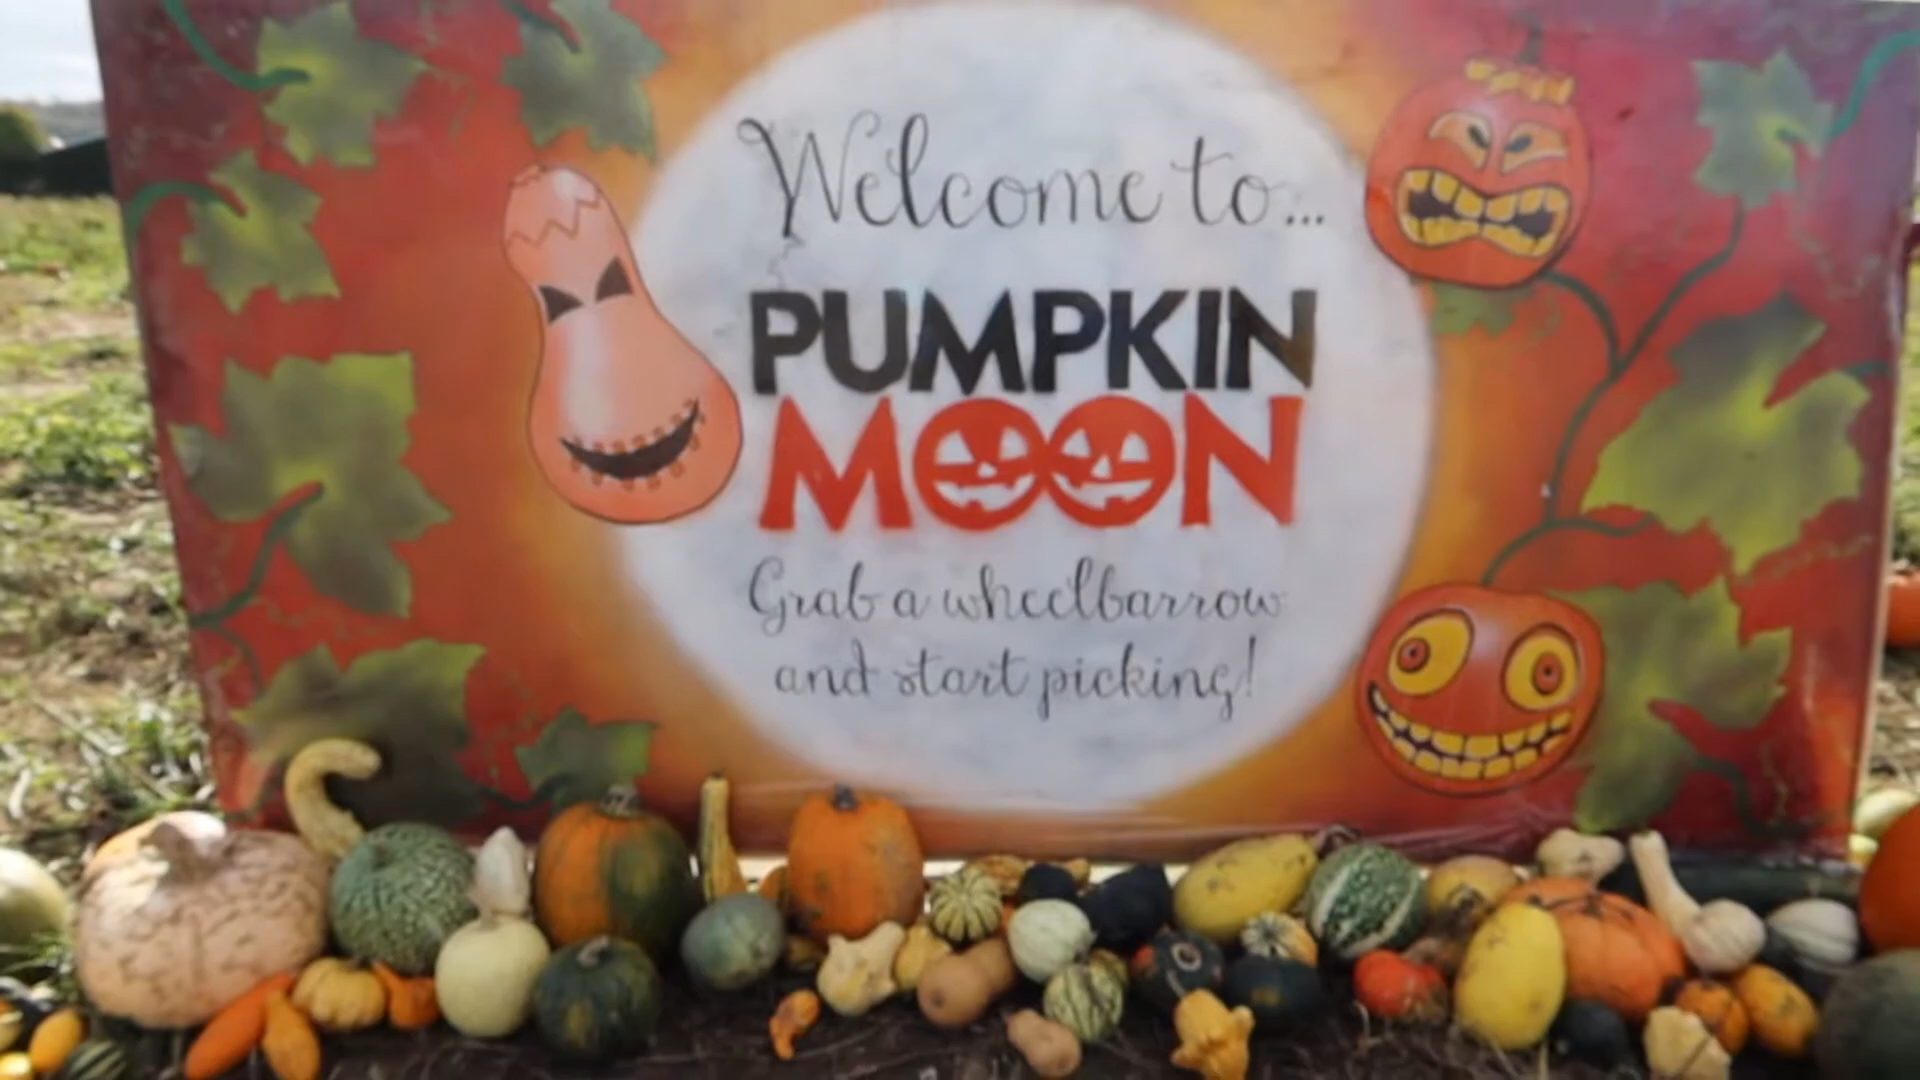 Welcome to...
PUMPKIN
MOON
Grab a wheelbarrow
and start picking!